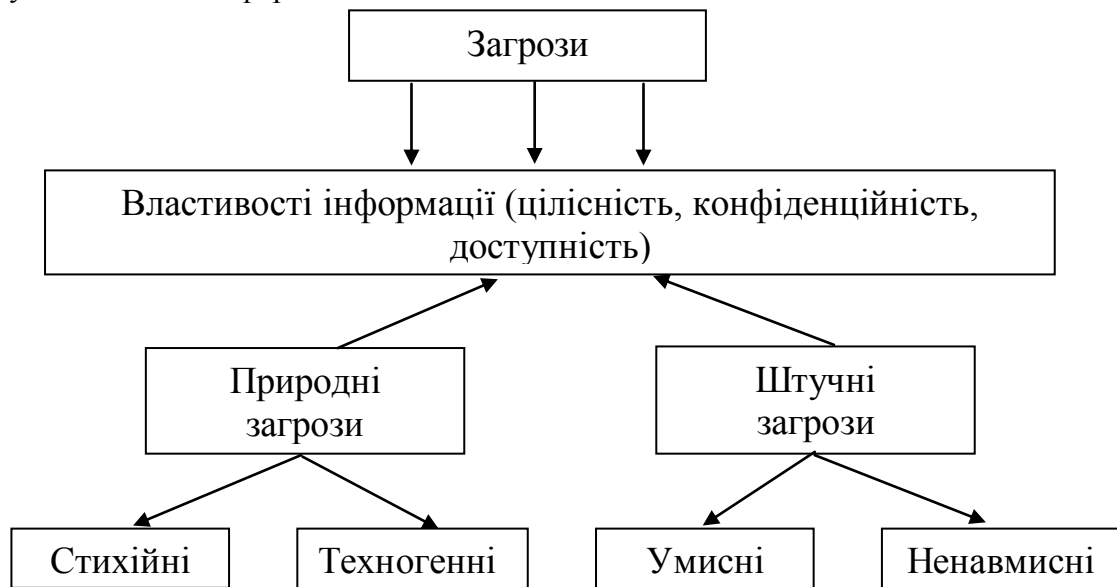 Загрози
Властивості інформації (цілісність, конфіденційність,
доступність)
Природні
загрози
Штучні
загрози
Стихійні
Техногенні
Умисні
Ненавмисні